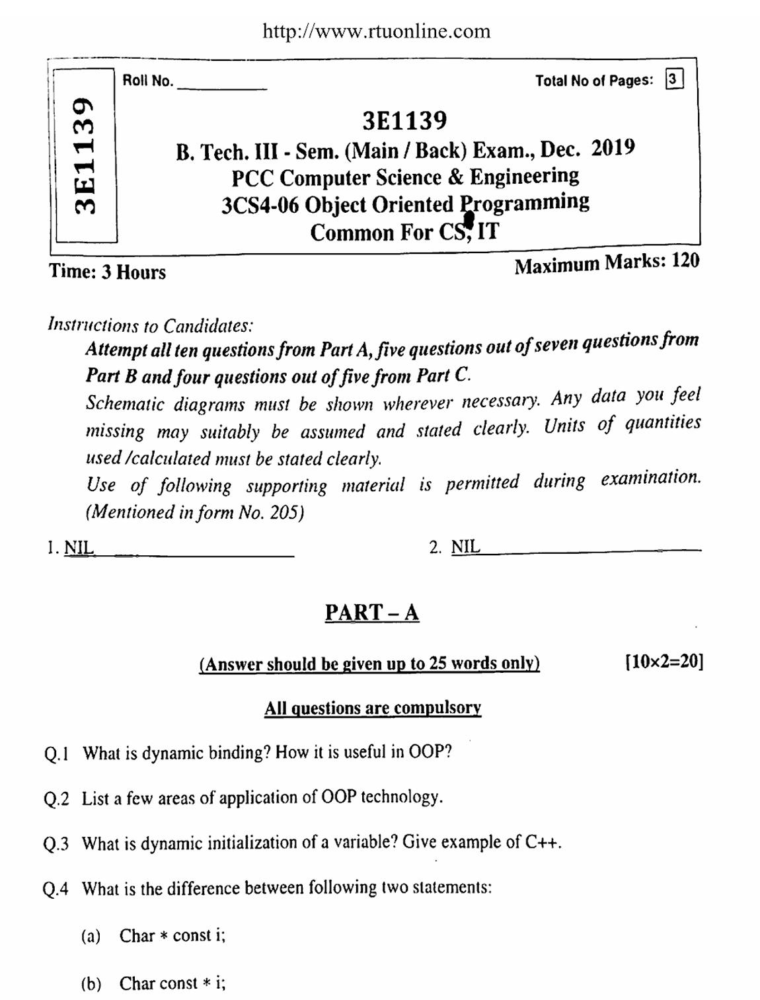 http://www.rtuonline.com
3E1139
Roll No. ___________
Total No of Pages: 3
3E1139
B. Tech. III - Sem. (Main / Back) Exam., Dec. 2019
PCC Computer Science & Engineering
3CS4-06 Object Oriented Programming
Common For CS, IT
Time: 3 Hours
Maximum Marks: 120
Instructions to Candidates:
Attempt all ten questions from Part A, five questions out of seven questions from
Part B and four questions out of five from Part C.
Schematic diagrams must be shown wherever necessary. Any data you feel
missing may suitably be assumed and stated clearly. Units of quantities
used /calculated must be stated clearly.
Use of following supporting material is permitted during examination.
(Mentioned in form No. 205)
1. NIL
2. NIL
PART – A
(Answer should be given up to 25 words only)
[10×2=20]
All questions are compulsory
Q.1 What is dynamic binding? How it is useful in OOP?
Q.2 List a few areas of application of OOP technology.
Q.3 What is dynamic initialization of a variable? Give example of C++.
Q.4 What is the difference between following two statements:
(a) Char * const i;
(b) Char const * i;